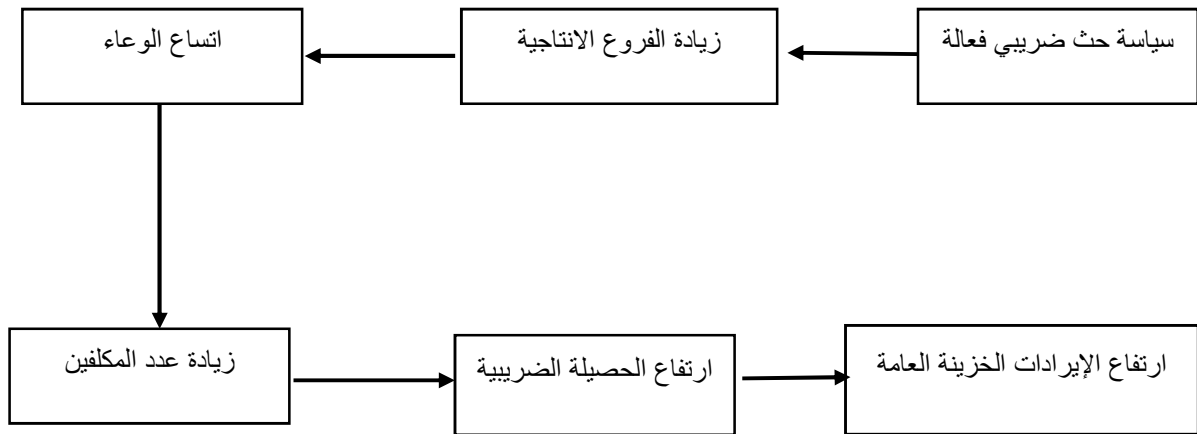 سياسة حث ضريبي فعالة
زيادة الفروع الانتاجية
اتساع الوعاء
زيادة عدد المكلفين
ارتفاع الحصيلة الضريبية
ارتفاع الإيرادات الخزينة العامة